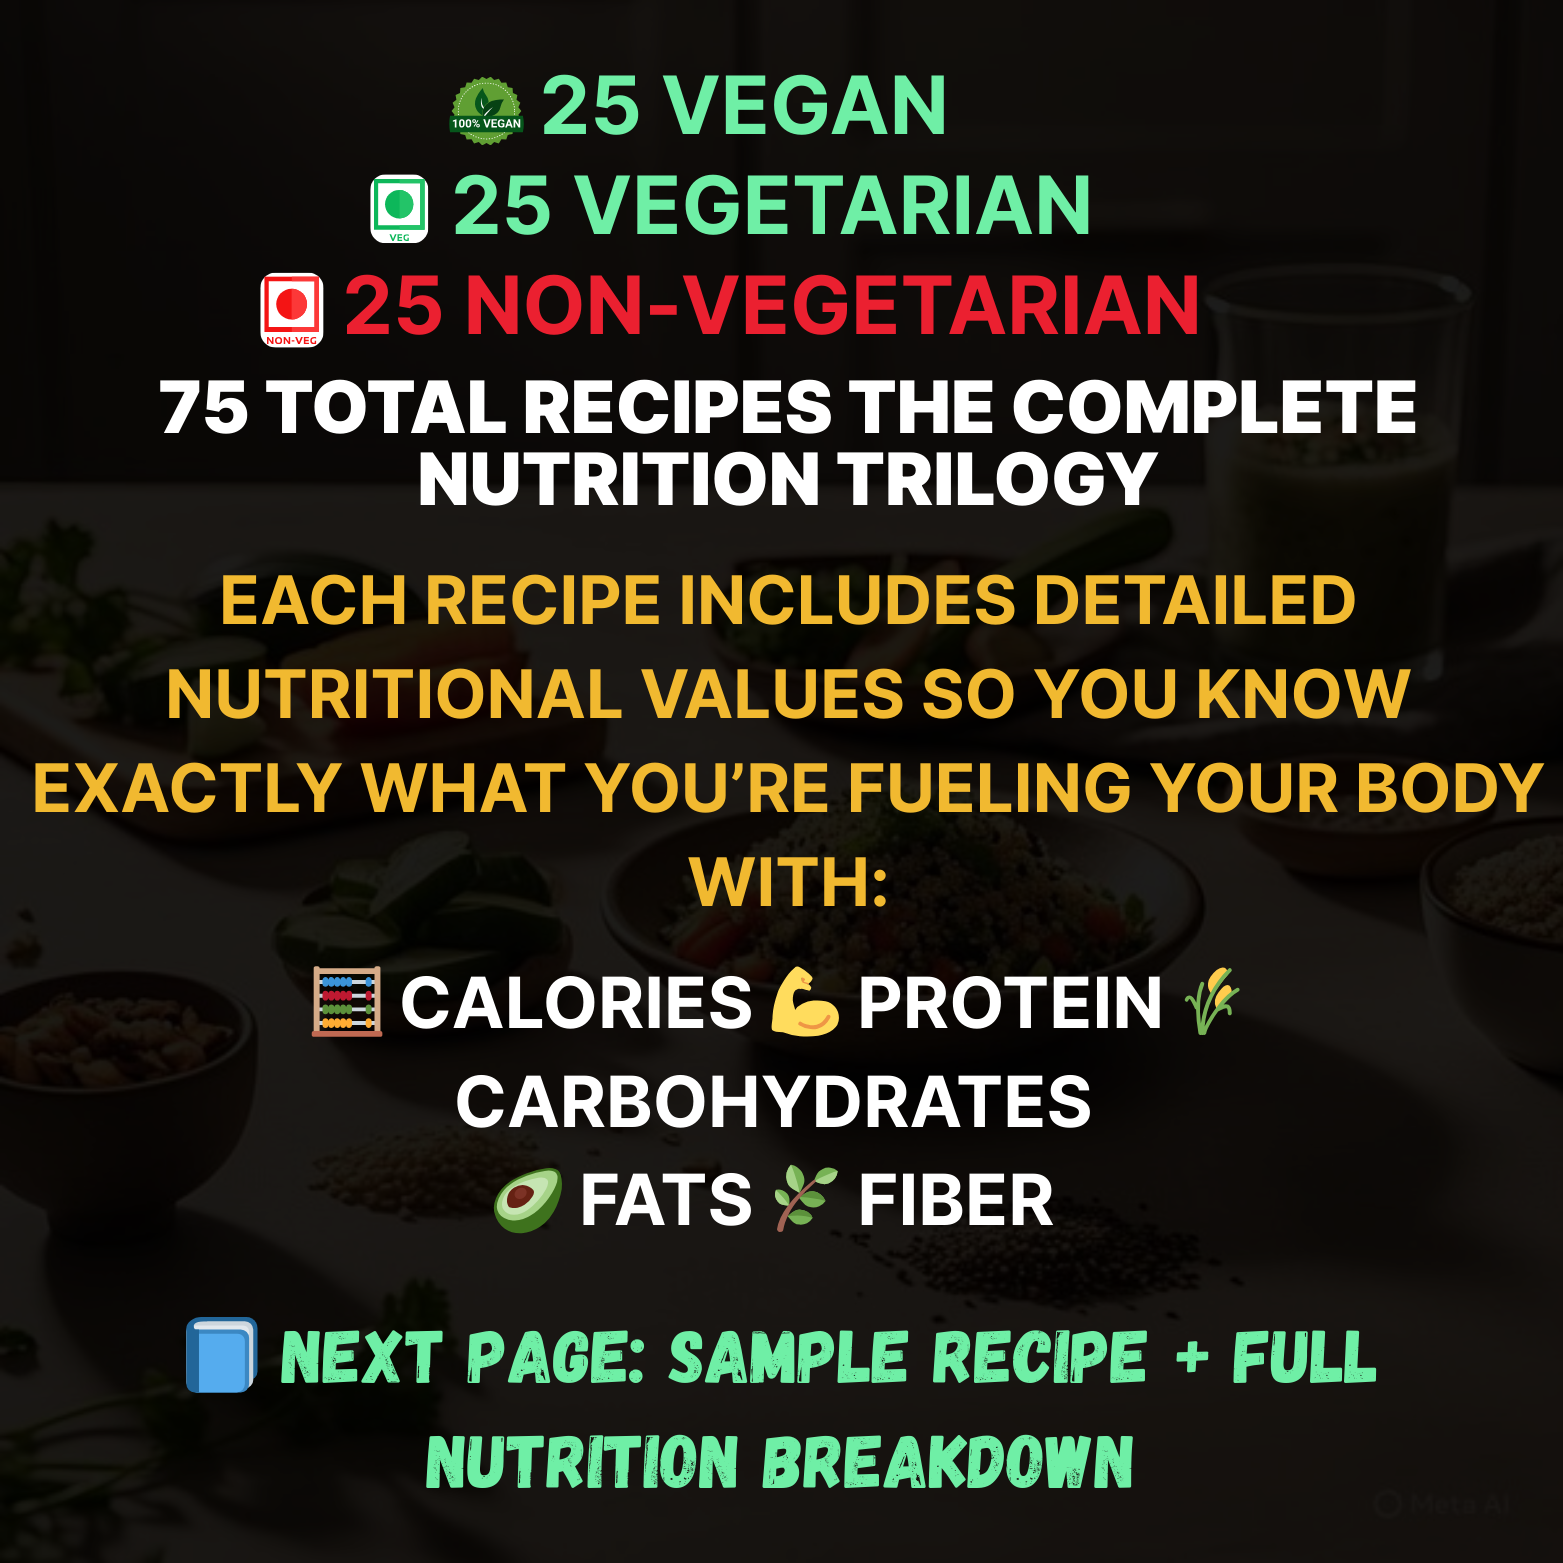 100% VEGAN 25 VEGAN
VEG 25 VEGETARIAN
NON-VEG 25 NON-VEGETARIAN
75 TOTAL RECIPES THE COMPLETE
NUTRITION TRILOGY
EACH RECIPE INCLUDES DETAILED
NUTRITIONAL VALUES SO YOU KNOW
EXACTLY WHAT YOU’RE FUELING YOUR BODY
WITH:
CALORIES PROTEIN
CARBOHYDRATES
FATS FIBER
NEXT PAGE: SAMPLE RECIPE + FULL
NUTRITION BREAKDOWN
Meta AI